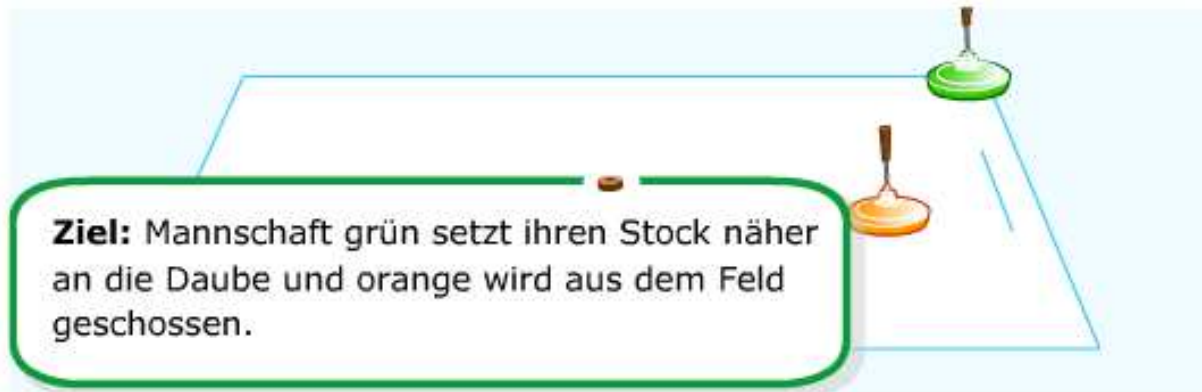 Ziel: Mannschaft grün setzt ihren Stock näher
an die Daube und orange wird aus dem Feld
geschossen.